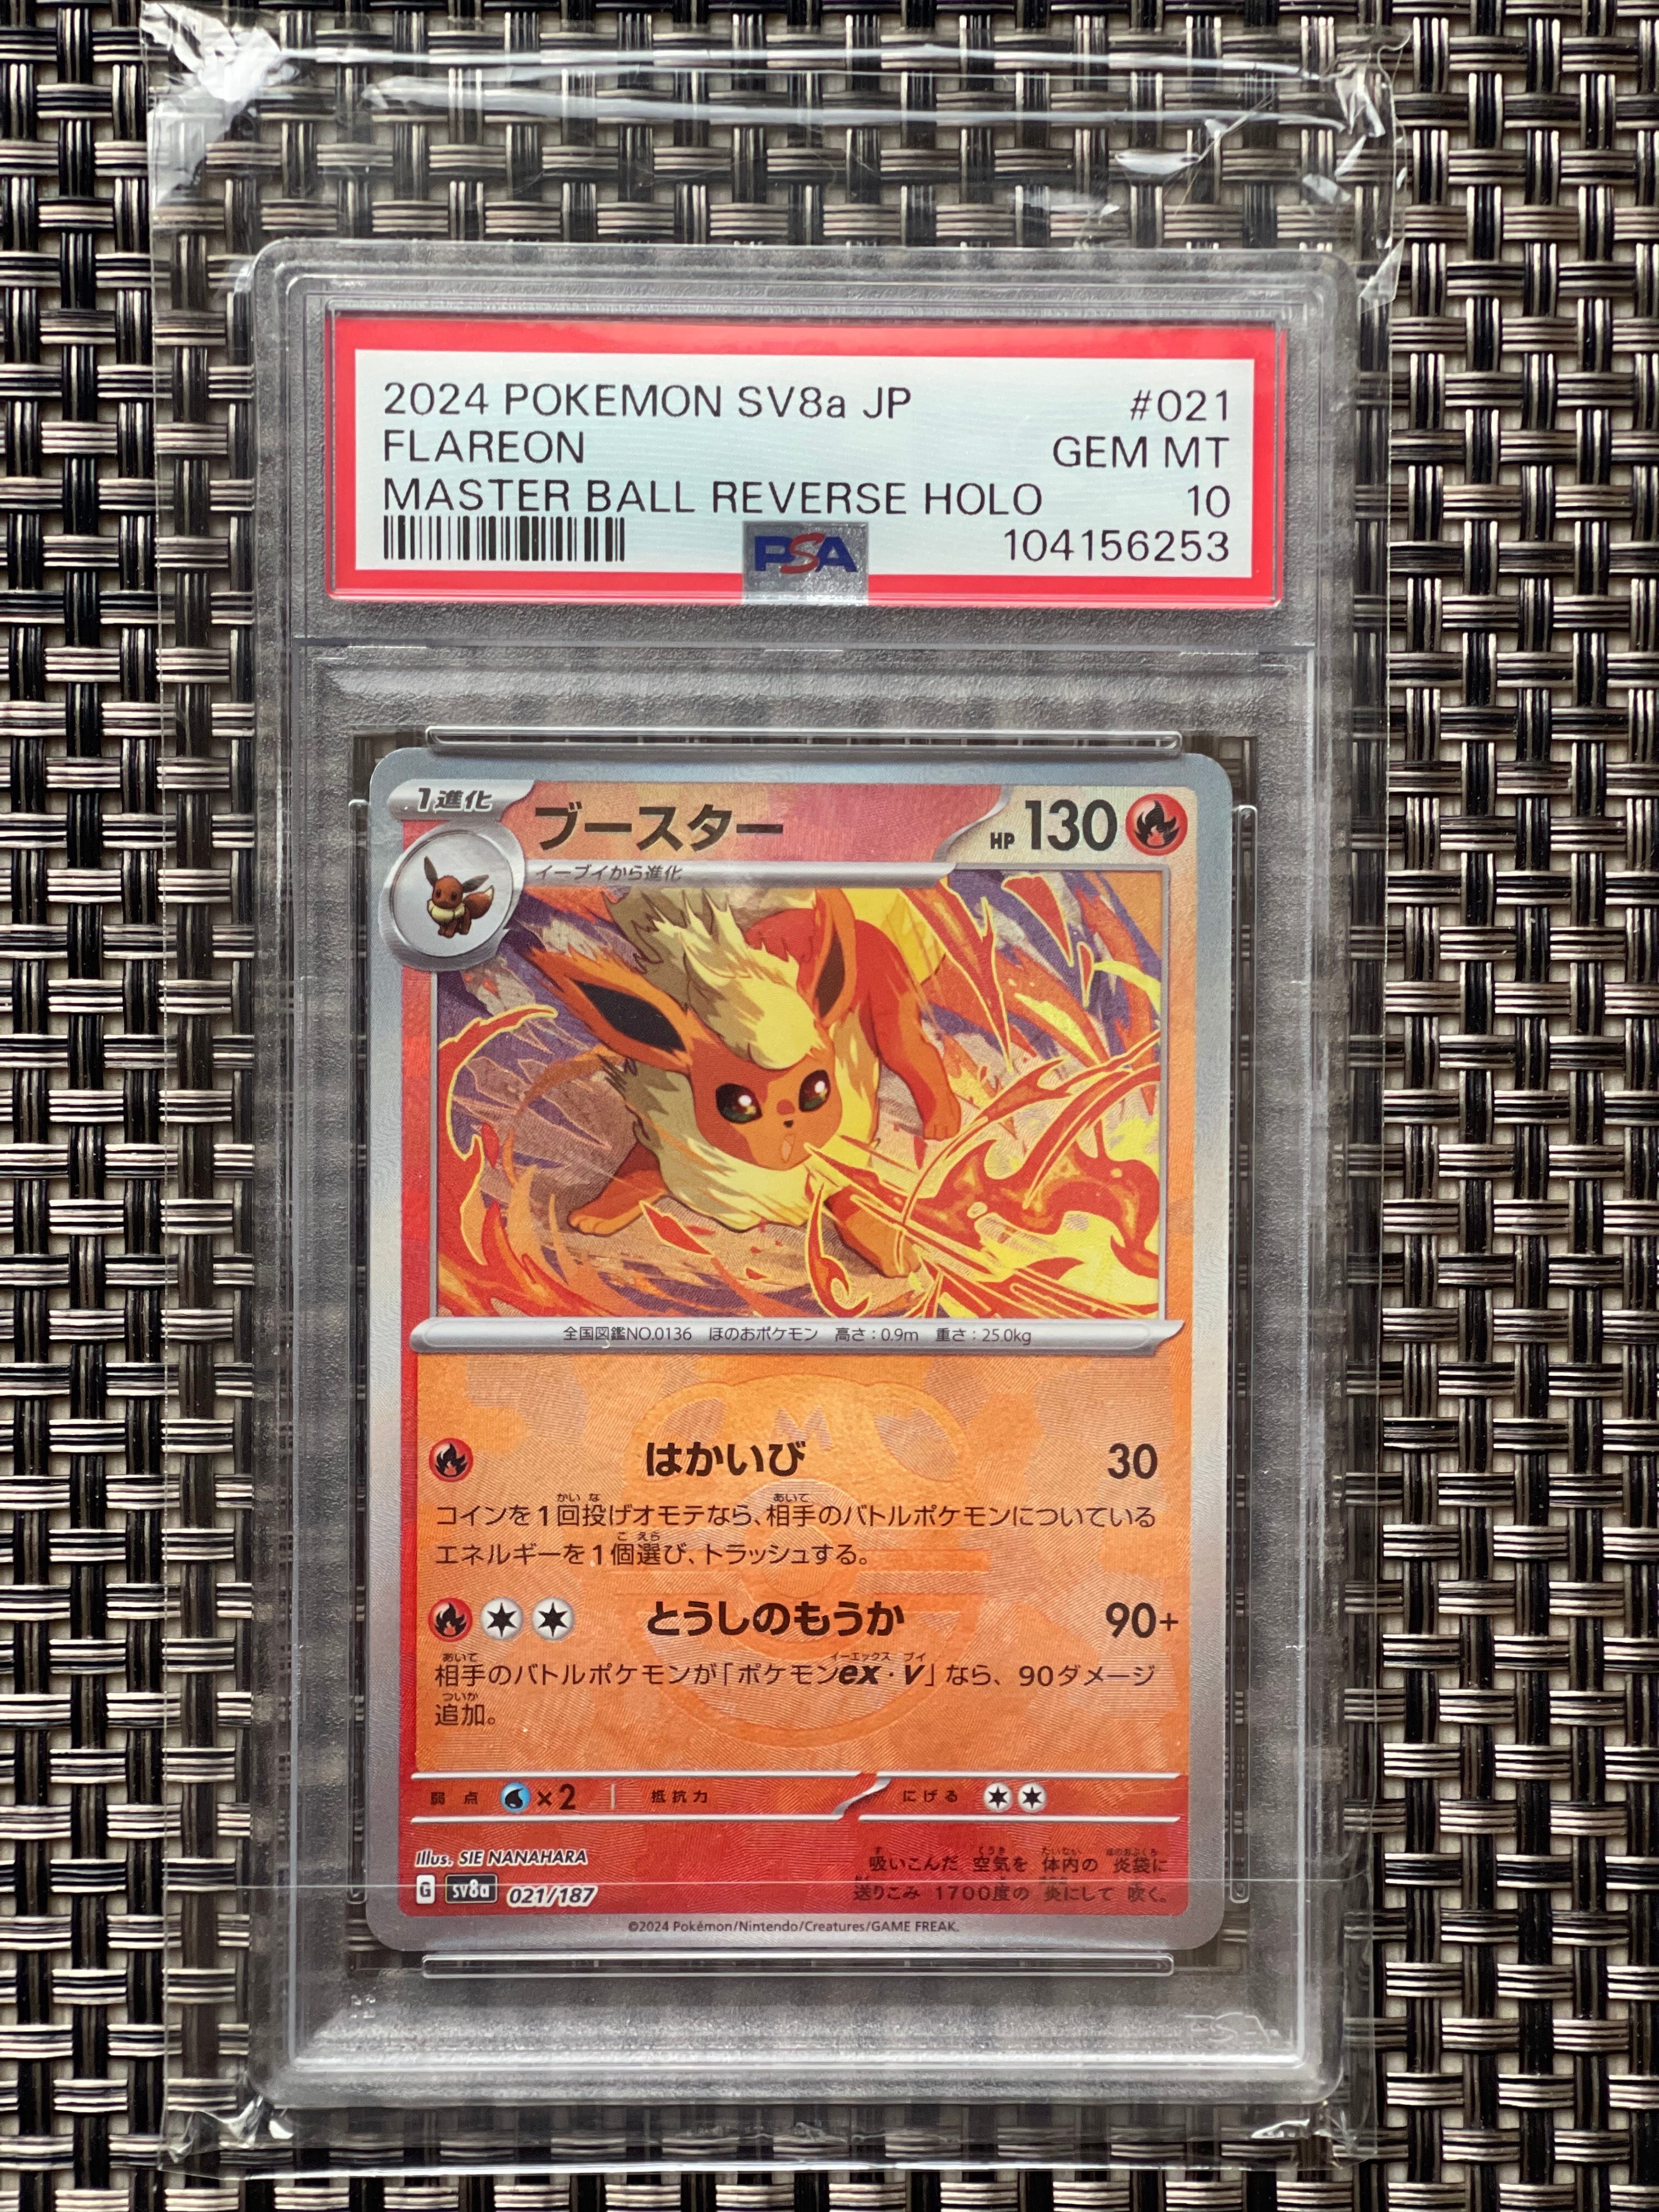 2024 POKEMON SV8a JP #021
FLAREON GEM MT
MASTER BALL REVERSE HOLO 10
PSA 104156253
1進化 ブースター HP 130
イーブイから進化
全国図鑑NO.0136 ほのおポケモン 高さ:0.9m 重さ:25.0kg
M
はかいび 30
コインを1回投げオモテなら、相手のバトルポケモンについている
エネルギーを1個選び、トラッシュする。
とうしのもうか 90+
相手のバトルポケモンが「ポケモンex・V」なら、90ダメージ
追加。
弱点 ×2 抵抗力 にげる
Illus. SIE NANAHARA
吸いこんだ 空気を 体内の 炎袋に
送りこみ 1700度の 炎にして 吹く。
G sv8a 021/187
©2024 Pokémon/Nintendo/Creatures/GAME FREAK.
PSA